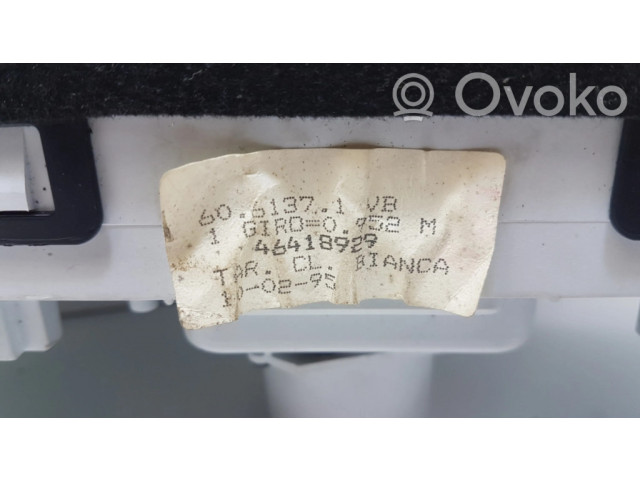 Ovoko
60.6137.1 VB
1 GIRO=0.952 M
46418929
TAR. CL. BIANCA
10-02-95